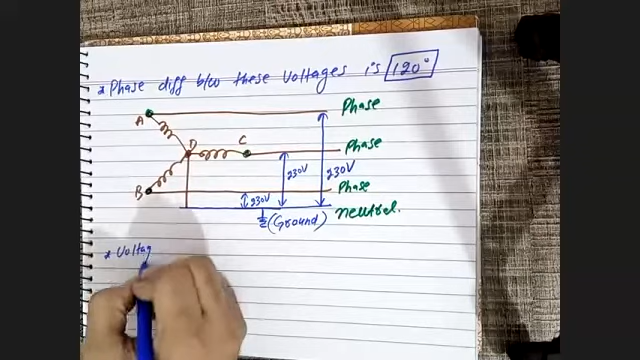 * Phase diff b/w these Voltages is 120°
Phase
A
D
C
Phase
230V
230V
B
Phase
230V
(Ground)
neutral.
* Voltag